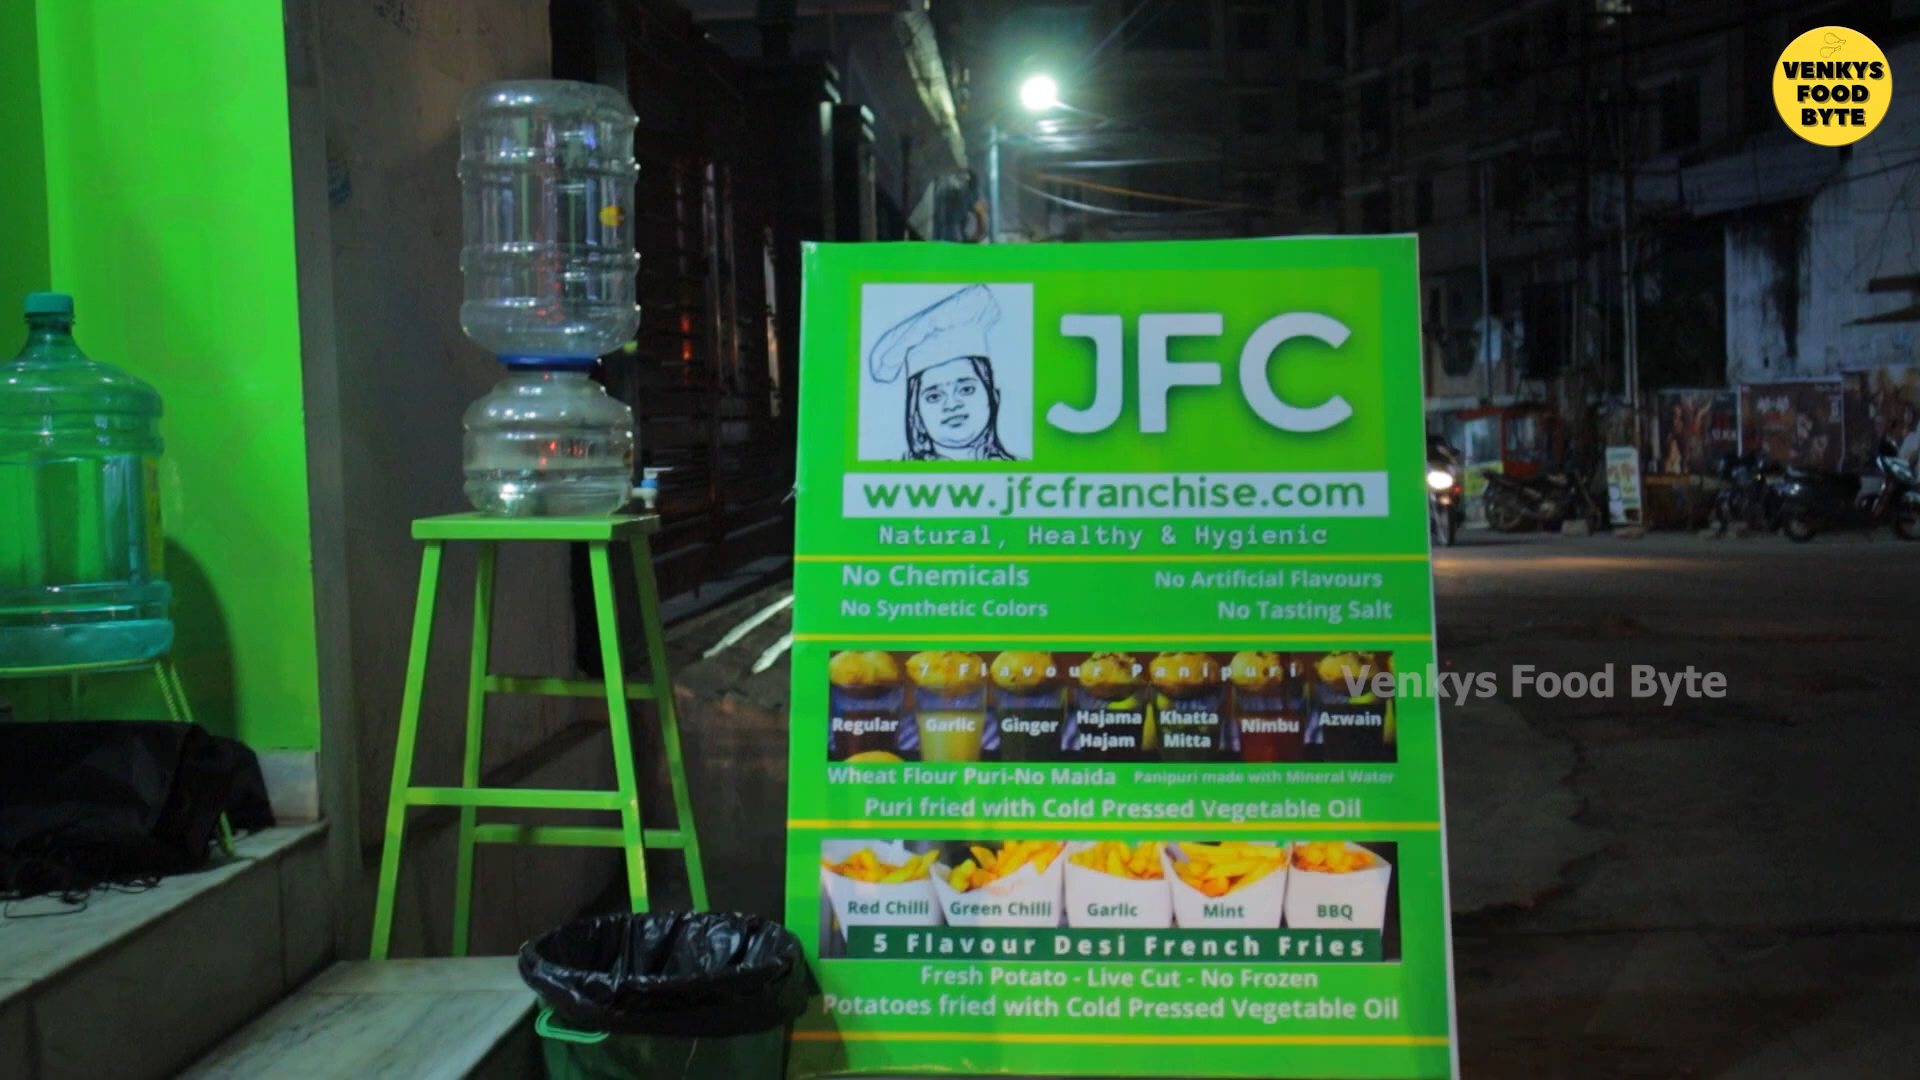 VENKYS
FOOD
BYTE
JFC
www.jfcfranchise.com
Natural, Healthy & Hygienic
No Chemicals
No Artificial Flavours
No Synthetic Colors
No Tasting Salt
7 Flavour Panipuri
Venkys Food Byte
Regular
Garlic
Ginger
Hajama
Hajam
Khatta
Mitta
Nimbu
Azwain
Wheat Flour Puri-No Maida
Panipuri made with Mineral Water
Puri fried with Cold Pressed Vegetable Oil
Red Chilli
Green Chilli
Garlic
Mint
BBQ
5 Flavour Desi French Fries
Fresh Potato - Live Cut - No Frozen
Potatoes fried with Cold Pressed Vegetable Oil